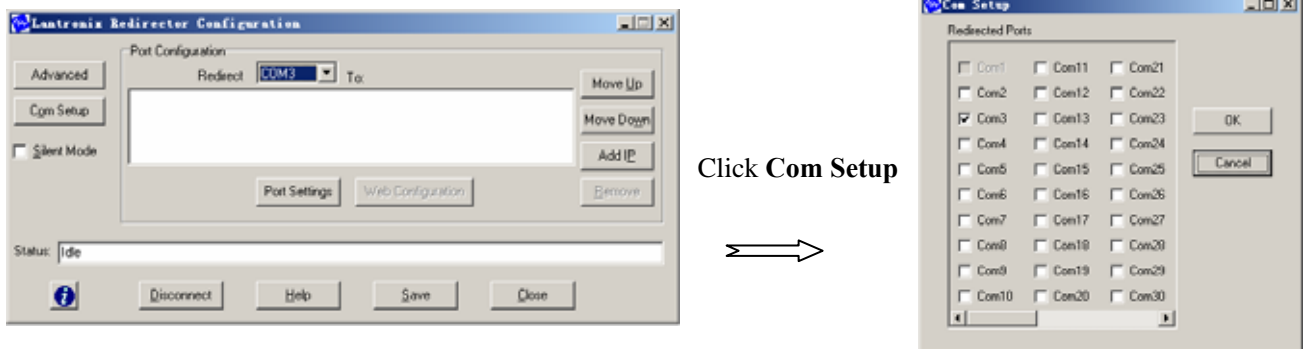 Lantronix Redirector Configuration
Port Configuration
Redirect COM3 To:
Advanced
Com Setup
Silent Mode
Move Up
Move Down
Add IP
Remove
Port Settings Web Configuration
Status: Idle
Disconnect Help Save Close
Click Com Setup
Com Setup
Redirected Ports
Com1 Com11 Com21
Com2 Com12 Com22
Com3 Com13 Com23
Com4 Com14 Com24
Com5 Com15 Com25
Com6 Com16 Com26
Com7 Com17 Com27
Com8 Com18 Com28
Com9 Com19 Com29
Com10 Com20 Com30
OK
Cancel